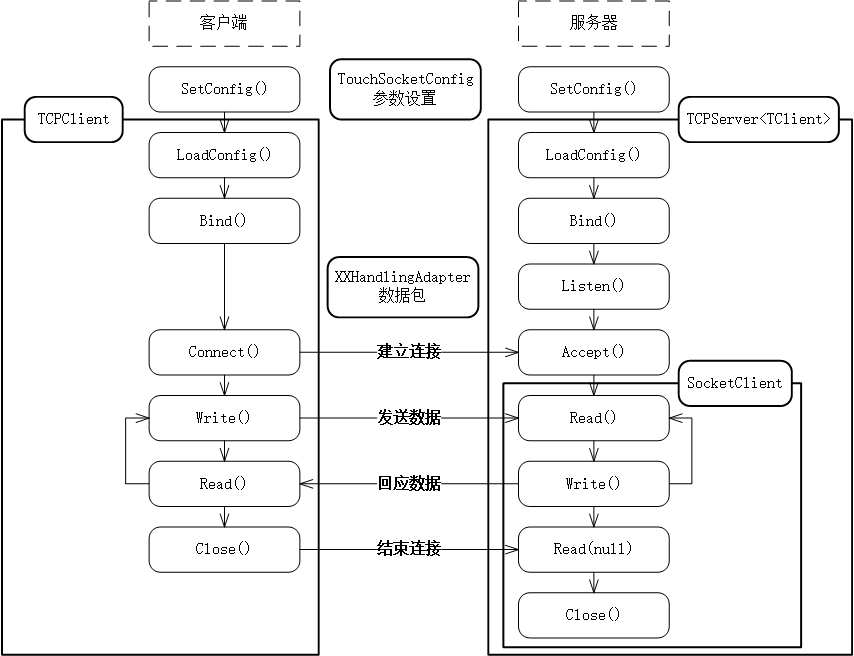 客户端
服务器
SetConfig()
TouchSocketConfig
参数设置
SetConfig()
TCPClient
TCPServer<TClient>
LoadConfig()
LoadConfig()
Bind()
Bind()
XXHandlingAdapter
数据包
Listen()
Connect()
建立连接
Accept()
SocketClient
Write()
发送数据
Read()
Read()
回应数据
Write()
Close()
结束连接
Read(null)
Close()